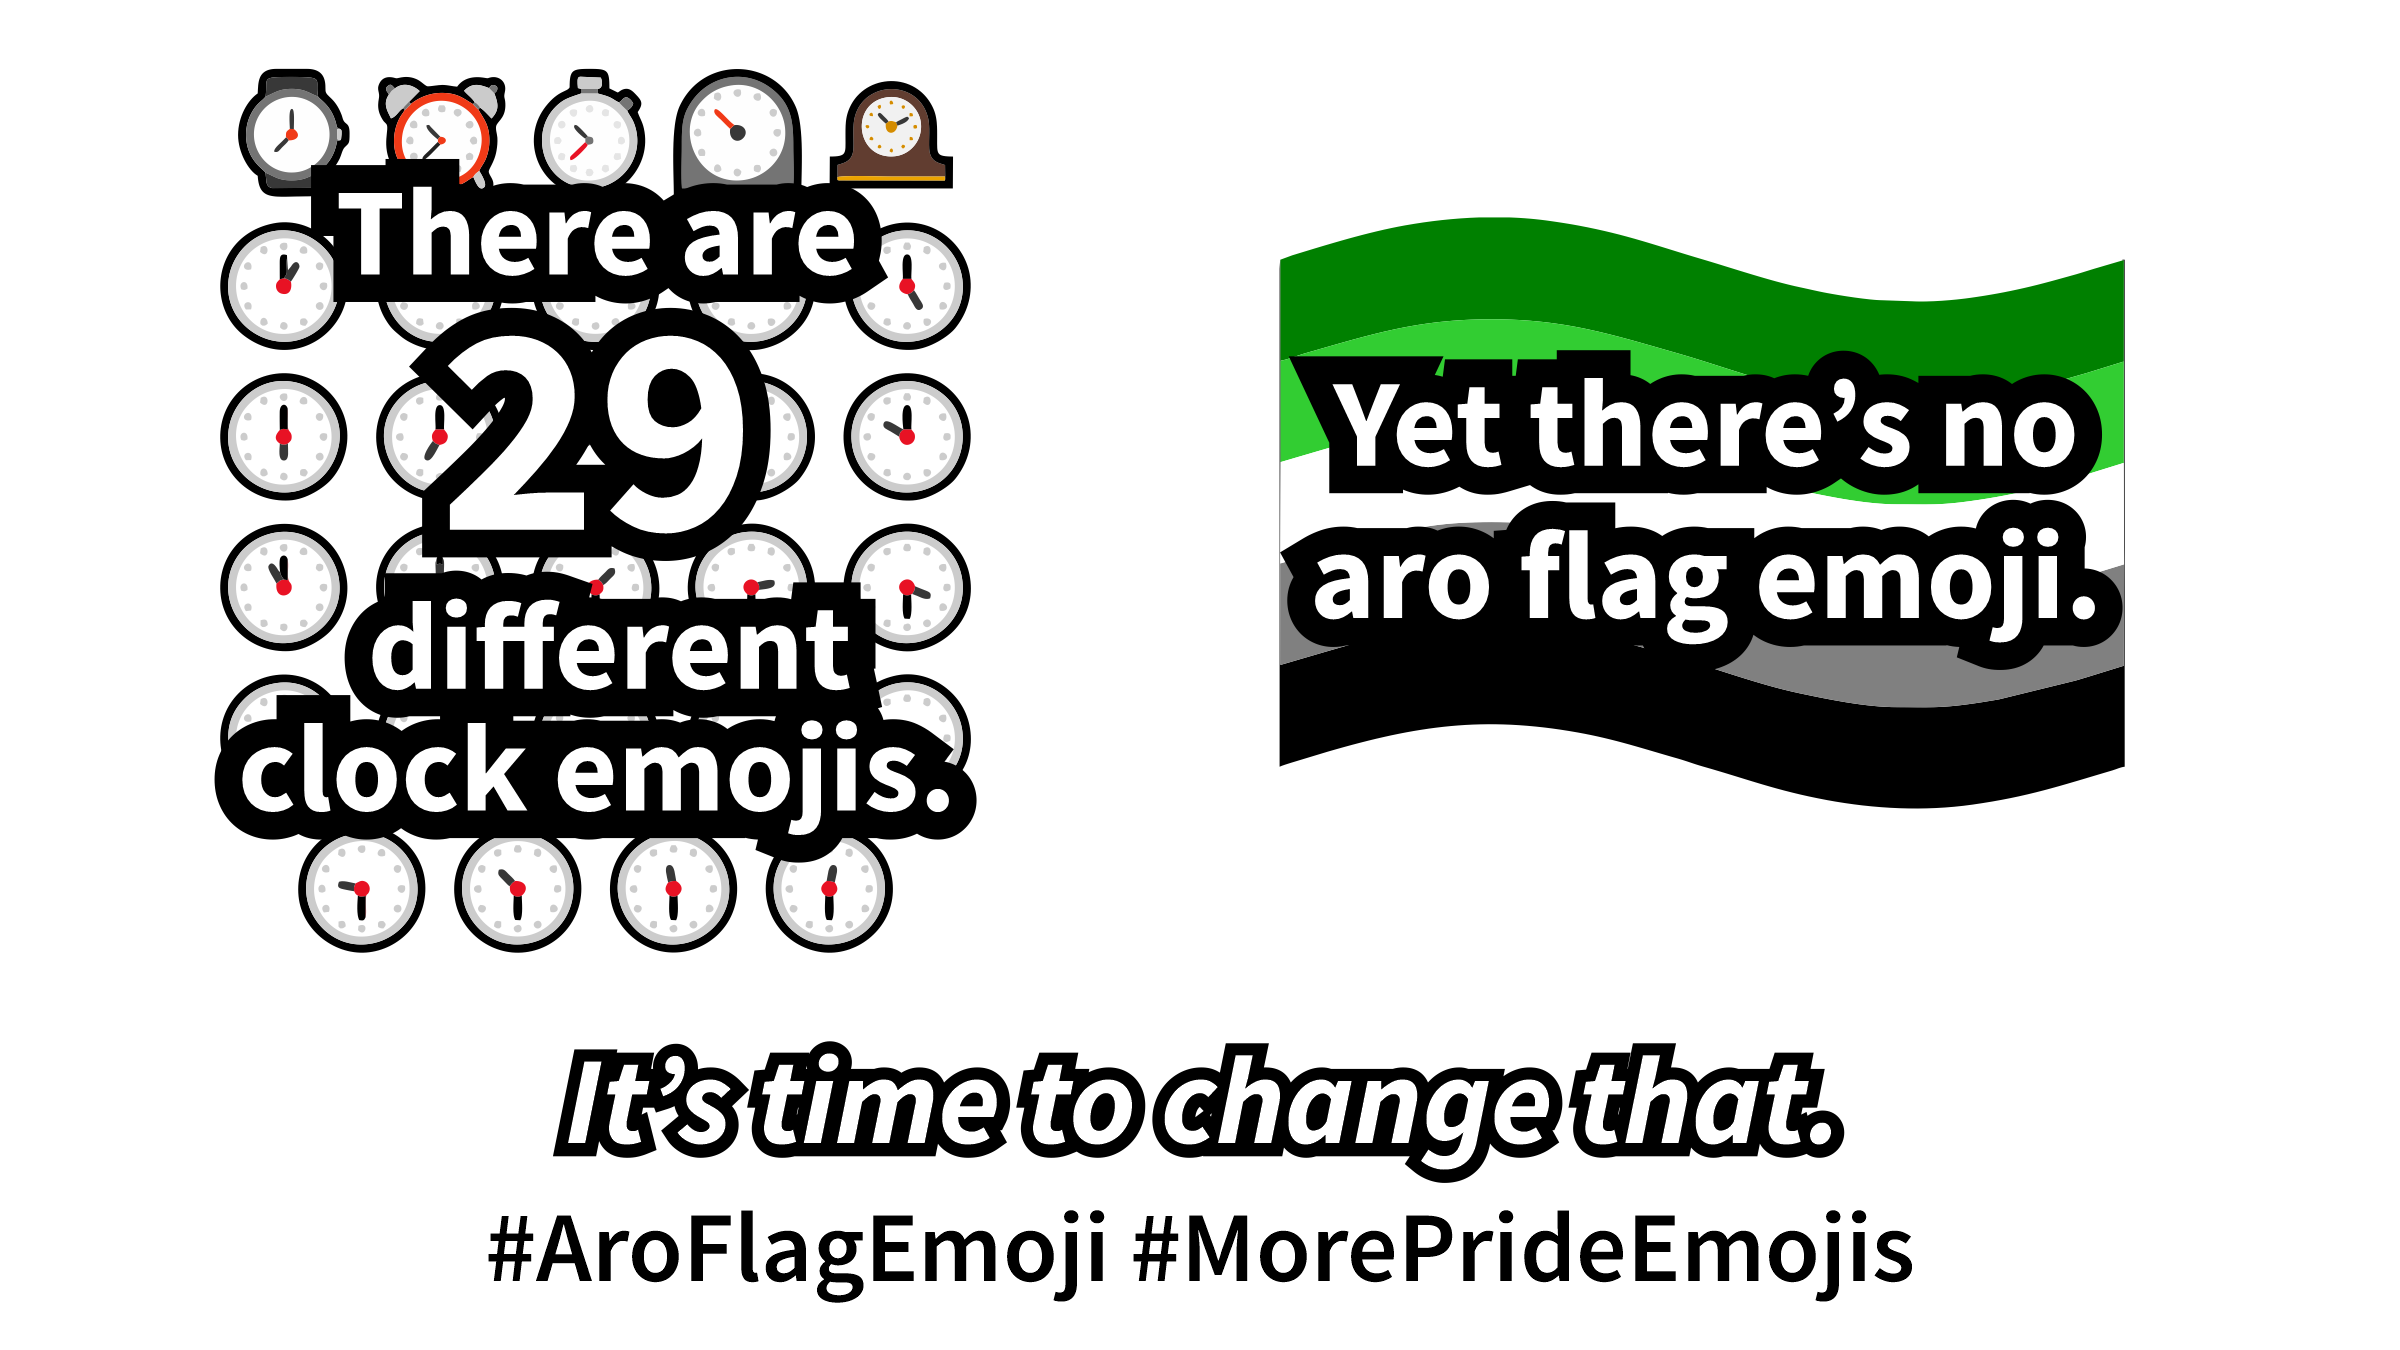 There are
29
different
clock emojis.
Yet there’s no
aro flag emoji.
It’s time to change that.
#AroFlagEmoji #MorePrideEmojis